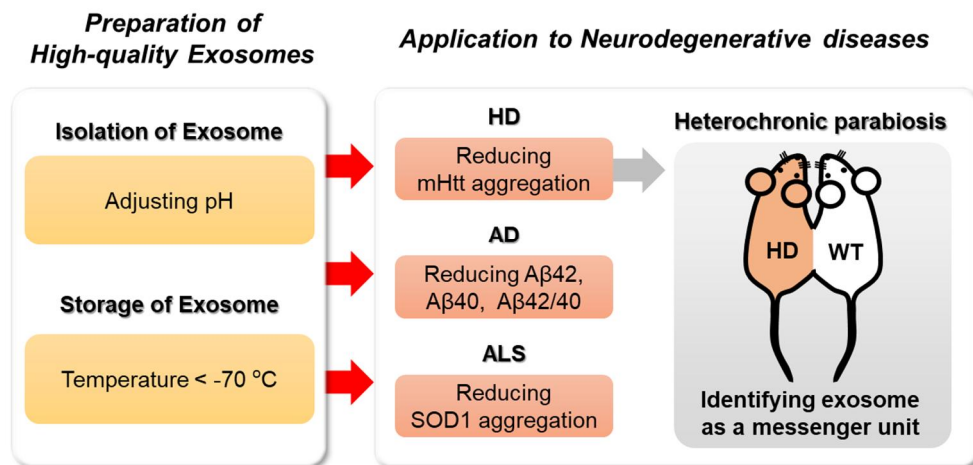 Preparation of
High-quality Exosomes
Isolation of Exosome
Adjusting pH
Storage of Exosome
Temperature < -70 °C
Application to Neurodegenerative diseases
HD
Reducing
mHtt aggregation
AD
Reducing Aβ42,
Aβ40, Aβ42/40
ALS
Reducing
SOD1 aggregation
Heterochronic parabiosis
HD
WT
Identifying exosome
as a messenger unit